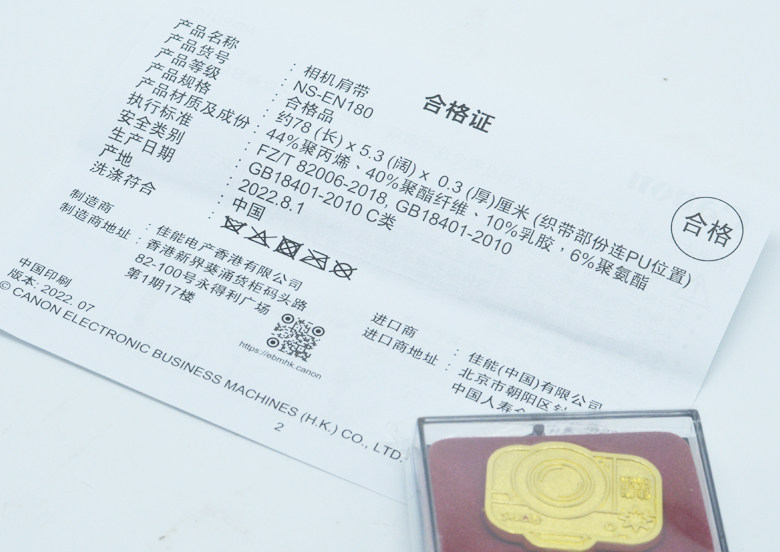 合格证
产品名称 : 相机肩带
产品货号 : NS-EN180
产品等级 : 合格品
产品规格 : 约78 (长) x 5.3 (阔) x 0.3 (厚)厘米 (织带部份连PU位置)
产品材质及成份 : 44%聚丙烯、40%聚酯纤维、10%乳胶，6%聚氨酯
执行标准 : FZ/T 82006-2018, GB18401-2010
安全类别 : GB18401-2010 C类
生产日期 : 2022.8.1
产地 : 中国
洗涤符合 :
合格
制造商 : 佳能电产香港有限公司
制造商地址 : 香港新界葵涌货柜码头路
82-100号永得利广场
第1期17楼
进口商 : 佳能(中国)有限公司
进口商地址 : 北京市朝阳区
中国人寿
https://ebmhk.canon
中国印刷
版本: 2022. 07
© CANON ELECTRONIC BUSINESS MACHINES (H.K.) CO., LTD.
2